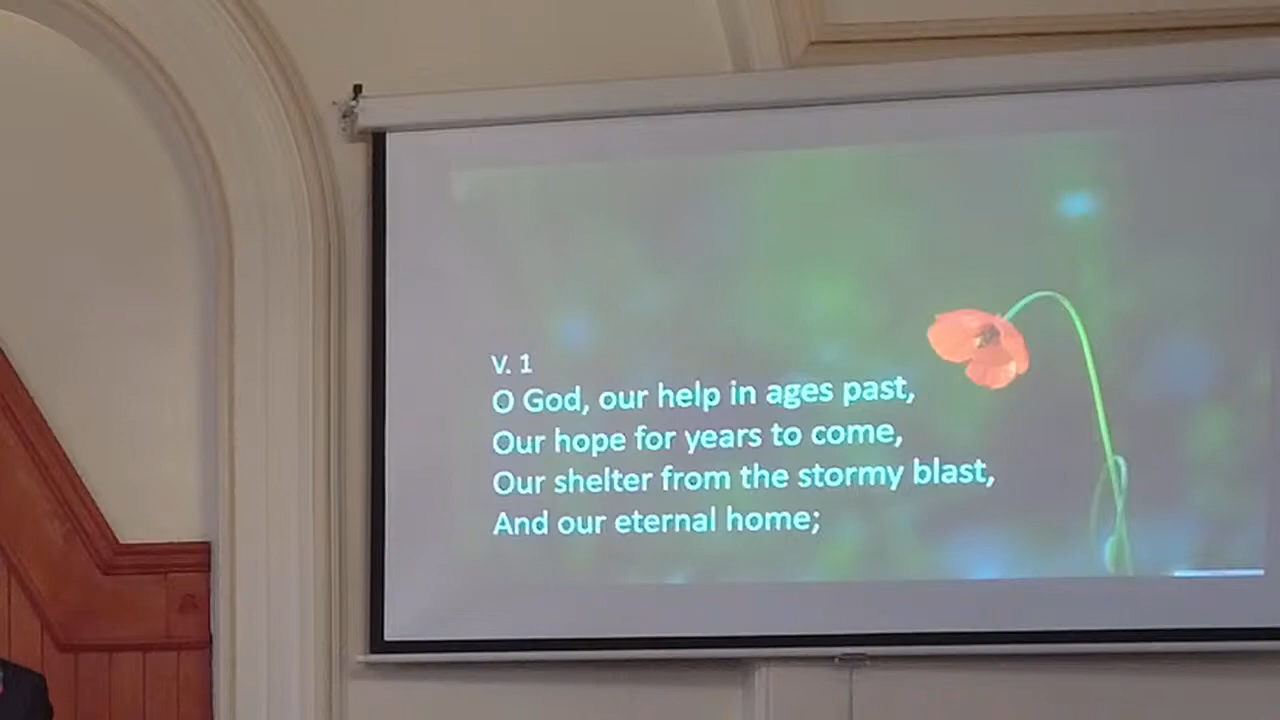 V. 1
O God, our help in ages past,
Our hope for years to come,
Our shelter from the stormy blast,
And our eternal home;